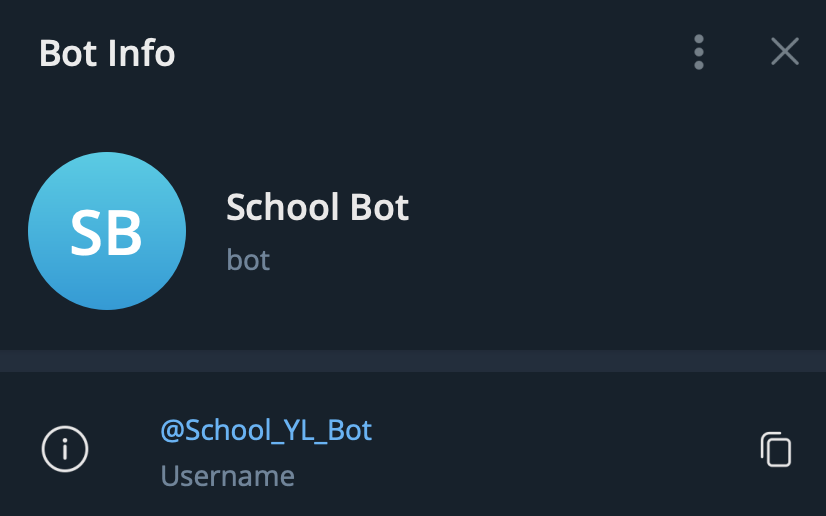 Bot Info
SB
School Bot
bot
@School_YL_Bot
Username